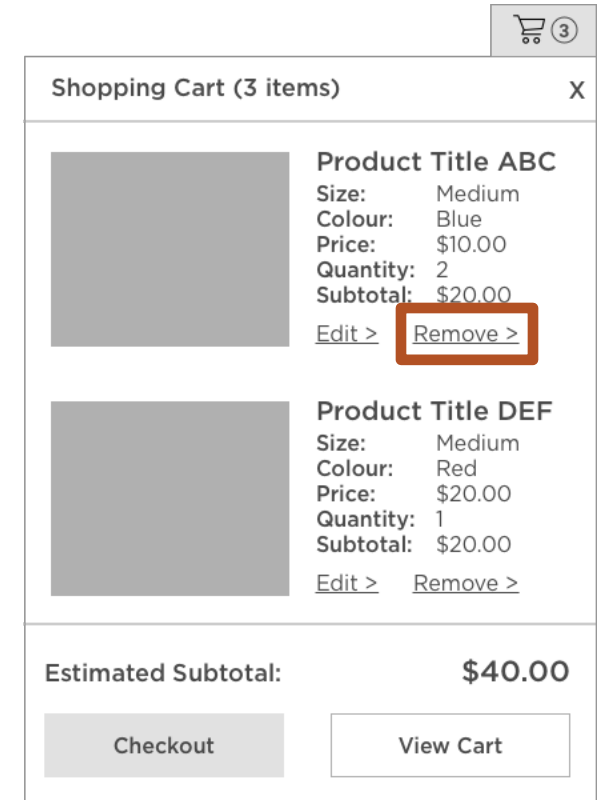 3
Shopping Cart (3 items) X
Product Title ABC
Size: Medium
Colour: Blue
Price: $10.00
Quantity: 2
Subtotal: $20.00
Edit > Remove >
Product Title DEF
Size: Medium
Colour: Red
Price: $20.00
Quantity: 1
Subtotal: $20.00
Edit > Remove >
Estimated Subtotal: $40.00
Checkout View Cart